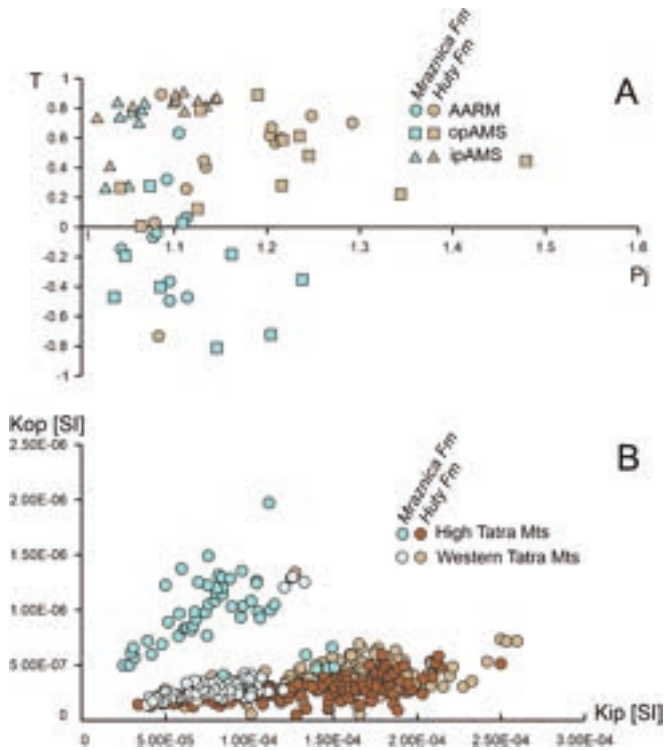 T
A
Mraznica Fm
Huty Fm
AARM
opAMS
ipAMS
1
0.8
0.6
0.4
0.2
0
-0.2
-0.4
-0.6
-0.8
-1
1 1.1 1.2 1.3 1.4 1.5 1.6
Pj
Kop [SI]
B
Mraznica Fm
Huty Fm
High Tatra Mts
Western Tatra Mts
2.50E-06
2.00E-06
1.50E-06
1.00E-06
5.00E-07
0
0 5.00E-05 1.00E-04 1.50E-04 2.00E-04 2.50E-04 3.00E-04
Kip [SI]